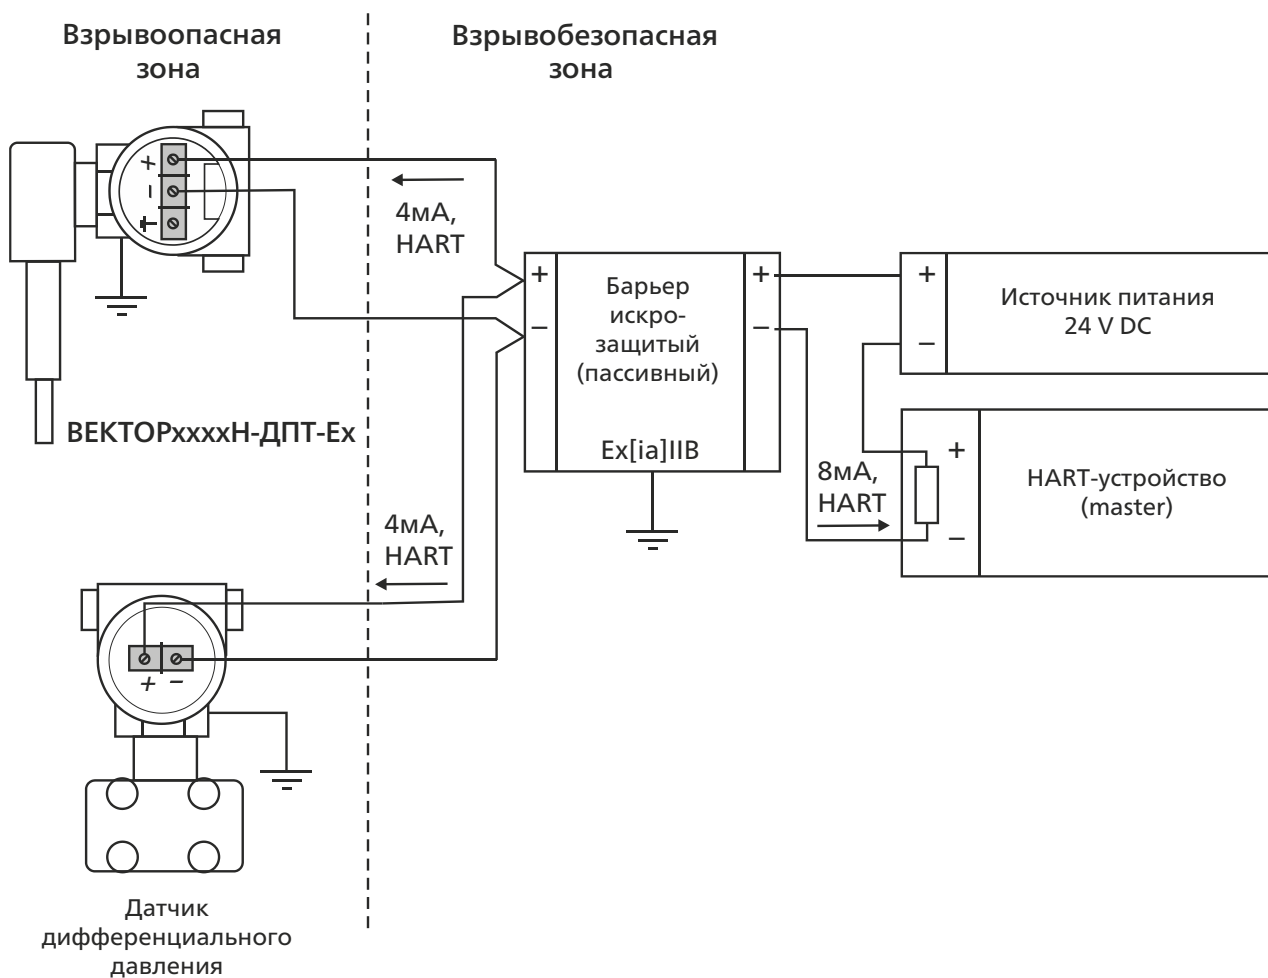 Взрывоопасная
зона
Взрывобезопасная
зона
+
–
4мА,
HART
+
–
Барьер
искро-
защитый
(пассивный)
Ex[ia]IIB
+
–
+
–
Источник питания
24 V DC
ВЕКТОРxxxxН-ДПТ-Ex
8мА,
HART
+
–
HART-устройство
(master)
4мА,
HART
+ –
Датчик
дифференциального
давления